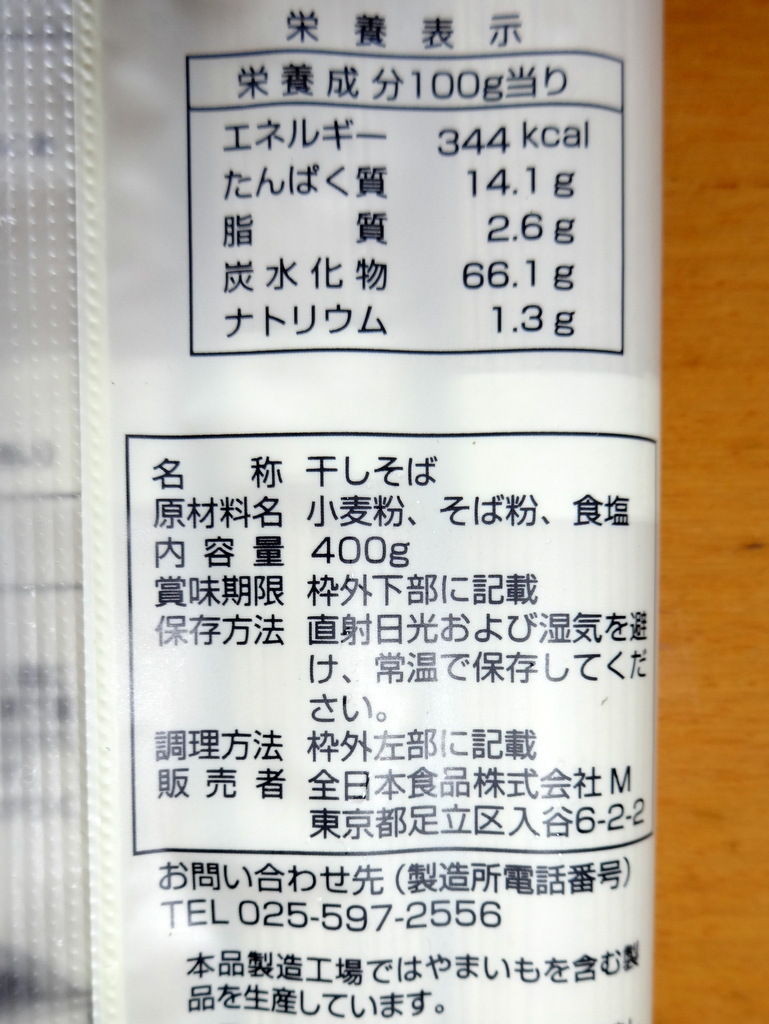 栄養表示
栄養成分100g当り
エネルギー 344kcal
たんぱく質 14.1g
脂質 2.6g
炭水化物 66.1g
ナトリウム 1.3g
名称 干しそば
原材料名 小麦粉、そば粉、食塩
内容量 400g
賞味期限 枠外下部に記載
保存方法 直射日光および湿気を避
け、常温で保存してくだ
さい。
調理方法 枠外左部に記載
販売者 全日本食品株式会社 M
東京都足立区入谷6-2-2
お問い合わせ先(製造所電話番号)
TEL 025-597-2556
本品製造工場ではやまいもを含む製
品を生産しています。